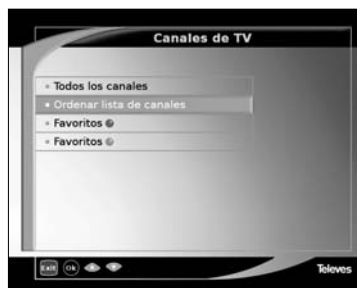 Canales de TV
Todos los canales
Ordenar lista de canales
Favoritos
Favoritos
Exit Ok
Televes